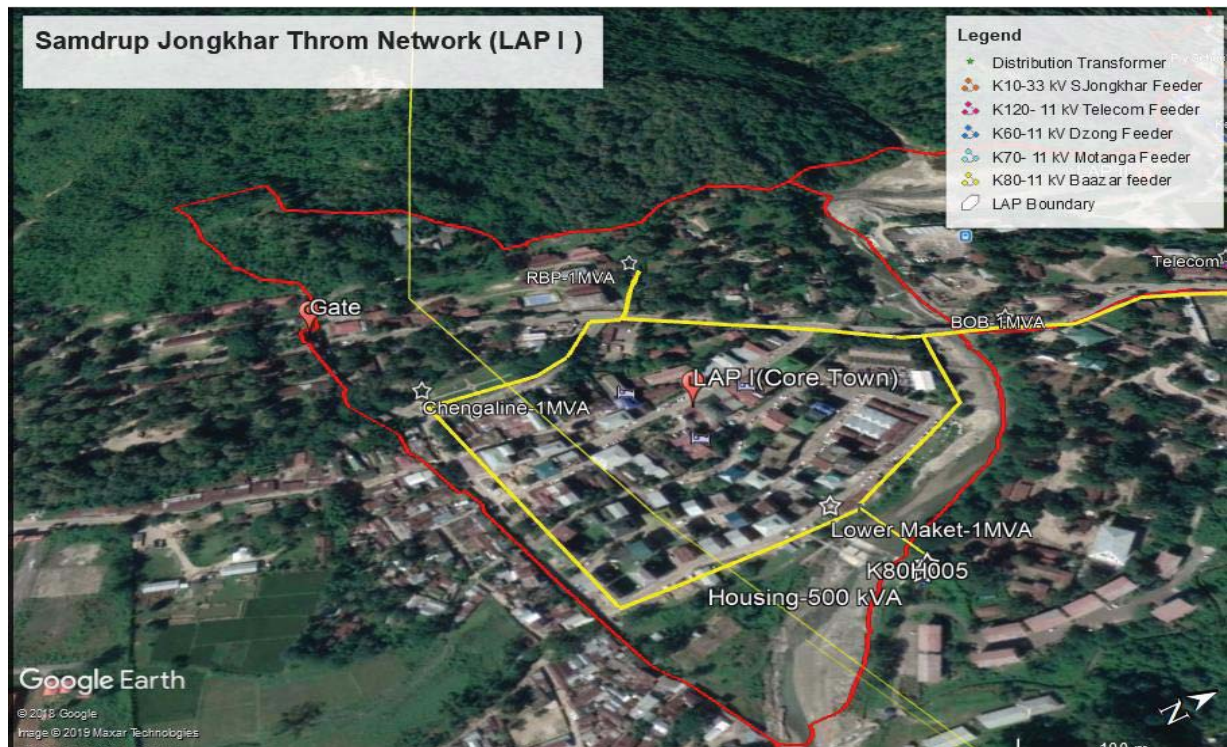 Samdrup Jongkhar Throm Network (LAP I )
Legend
Distribution Transformer
K10-33 kV SJongkhar Feeder
K120- 11 kV Telecom Feeder
K60-11 kV Dzong Feeder
K70- 11 kV Motanga Feeder
K80-11 kV Baazar feeder
LAP Boundary
RBP-1MVA
Telecom
Gate
BOB-1MVA
LAP I(Core Town)
Chengaline-1MVA
Lower Maket-1MVA
K80H005
Housing-500 kVA
Google Earth
© 2018 Google
Image © 2019 Maxar Technologies
N